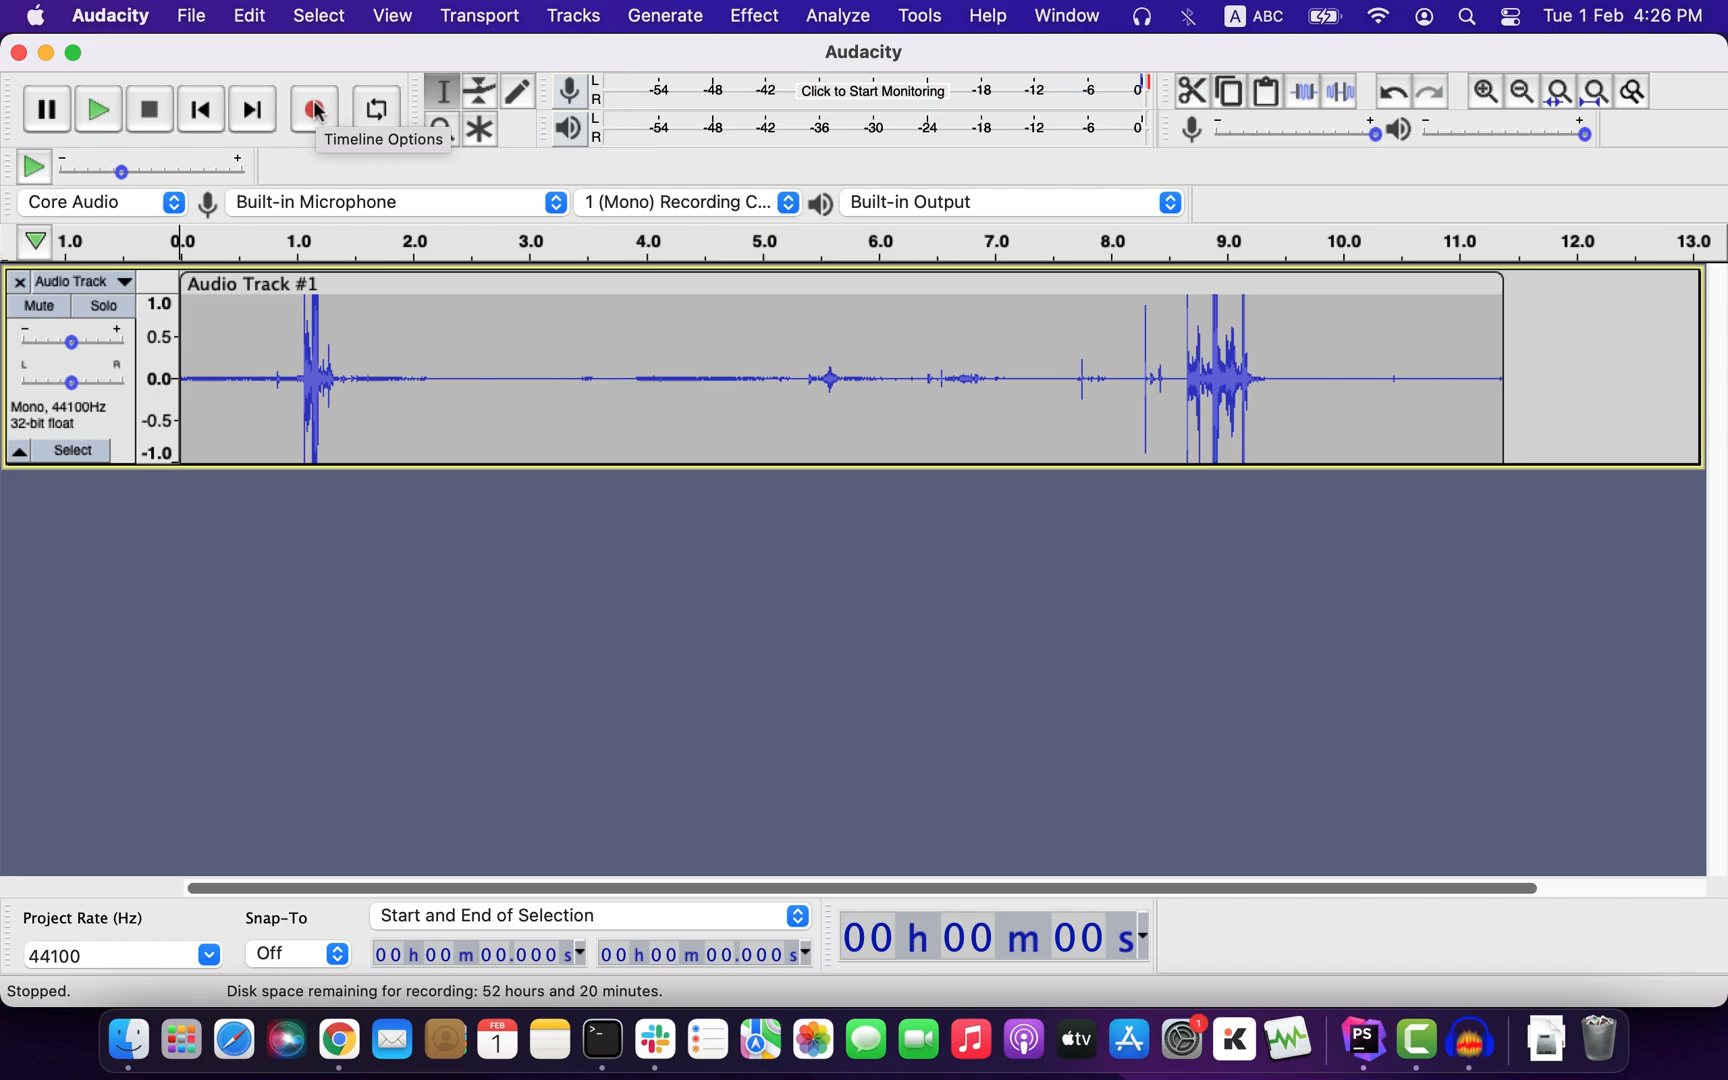 Audacity File Edit Select View Transport Tracks Generate Effect Analyze Tools Help Window A ABC Tue 1 Feb 4:26 PM
Audacity
L
R
-54 -48 -42 Click to Start Monitoring -18 -12 -6 0
L
R
-54 -48 -42 -36 -30 -24 -18 -12 -6 0
- +
- +
Timeline Options
- +
Core Audio Built-in Microphone 1 (Mono) Recording C... Built-in Output
1.0 0.0 1.0 2.0 3.0 4.0 5.0 6.0 7.0 8.0 9.0 10.0 11.0 12.0 13.0
Audio Track
Audio Track #1
Mute Solo
- +
L R
Mono, 44100Hz
32-bit float
Select
1.0
0.5-
0.0-
-0.5-
-1.0
Project Rate (Hz) Snap-To Start and End of Selection
44100 Off 00 h 00 m 00.000 s 00 h 00 m 00.000 s
00 h 00 m 00 s
Stopped. Disk space remaining for recording: 52 hours and 20 minutes.
FEB
1
>_
tv
1
K
PS
C